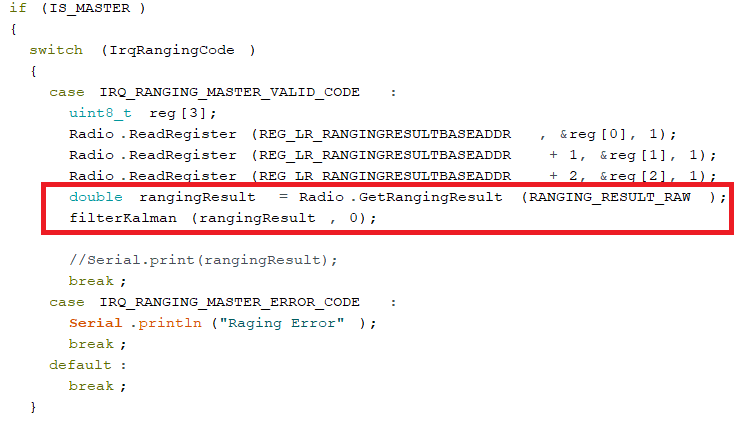 if (IS_MASTER )
{
switch (IrqRangingCode )
{
case IRQ_RANGING_MASTER_VALID_CODE :
uint8_t reg [3];
Radio .ReadRegister (REG_LR_RANGINGRESULTBASEADDR , &reg [0], 1);
Radio .ReadRegister (REG_LR_RANGINGRESULTBASEADDR + 1, &reg [1], 1);
Radio .ReadRegister (REG_LR_RANGINGRESULTBASEADDR + 2, &reg [2], 1);
double rangingResult = Radio .GetRangingResult (RANGING_RESULT_RAW );
filterKalman (rangingResult , 0);
//Serial.print(rangingResult);
break ;
case IRQ_RANGING_MASTER_ERROR_CODE :
Serial .println ("Raging Error" );
break ;
default :
break ;
}